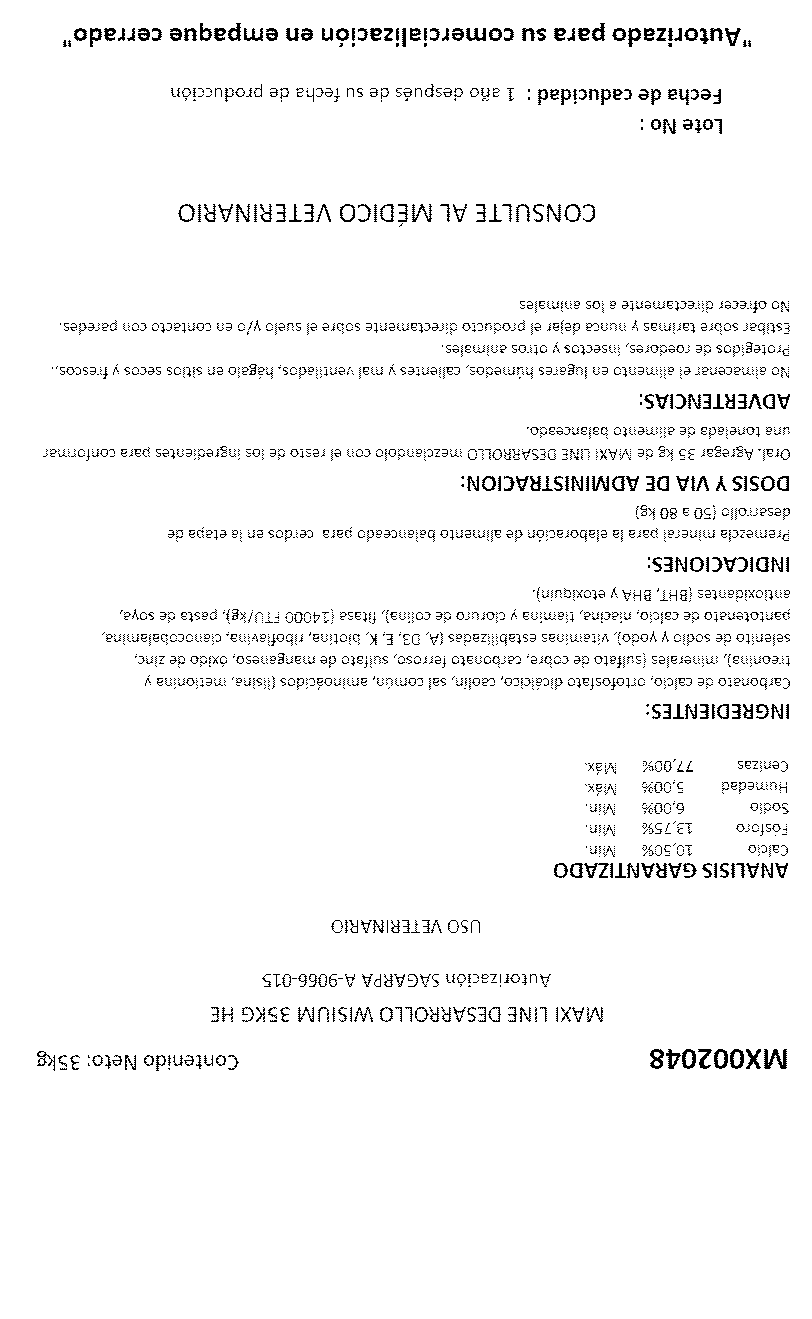 MX002048 Contenido Neto: 35kg
MAXI LINE DESARROLLO WISIUM 35KG HE
Autorización SAGARPA A-9066-015
USO VETERINARIO
ANALISIS GARANTIZADO
Calcio 10,50% Min.
Fósforo 13,75% Min.
Sodio 6,00% Min.
Humedad 5,00% Máx.
Cenizas 77,00% Máx.
INGREDIENTES:
Carbonato de calcio, ortofosfato dicálcico, caolin, sal común, aminoácidos (lisina, metionina y
treonina), minerales (sulfato de cobre, carbonato ferroso, sulfato de manganeso, óxido de zinc,
selenito de sodio y yodo), vitaminas estabilizadas (A, D3, E, K, biotina, riboflavina, cianocobalamina,
pantotenato de calcio, niacina, tiamina y cloruro de colina), fitasa (14000 FTU/kg), pasta de soya,
antioxidantes (BHT, BHA y etoxiquin).
INDICACIONES:
Premezcla mineral para la elaboración de alimento balanceado para cerdos en la etapa de
desarrollo (50 a 80 kg)
DOSIS Y VIA DE ADMINISTRACION:
Oral. Agregar 35 kg de MAXI LINE DESARROLLO mezclandolo con el resto de los ingredientes para conformar
una tonelada de alimento balanceado.
ADVERTENCIAS:
No almacenar el alimento en lugares húmedos, calientes y mal ventilados, hágalo en sitios secos y frescos,.
Protegidos de roedores, insectos y otros animales.
Estibar sobre tarimas y nunca dejar el producto directamente sobre el suelo y/o en contacto con paredes.
No ofrecer directamente a los animales
CONSULTE AL MÉDICO VETERINARIO
Lote No :
Fecha de caducidad : 1 año después de su fecha de producción
"Autorizado para su comercialización en empaque cerrado"